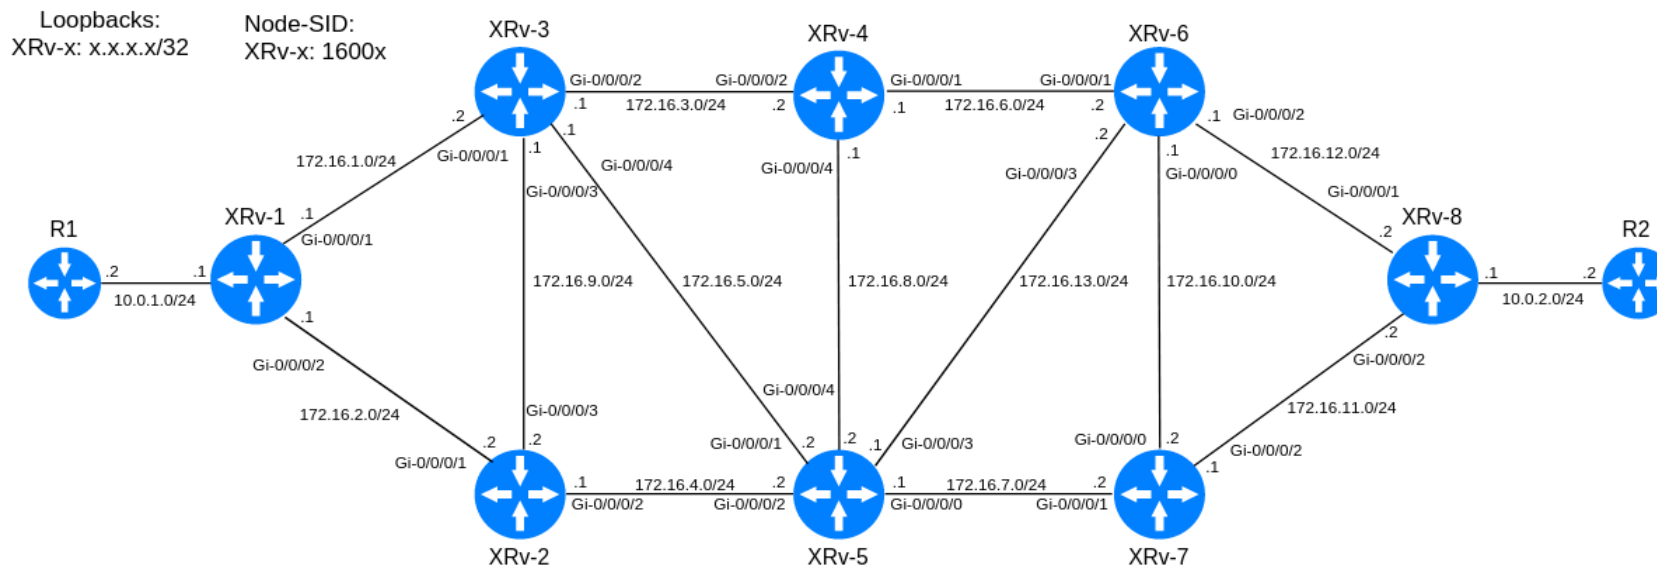 Loopbacks:
XRv-x: x.x.x.x/32
Node-SID:
XRv-x: 1600x
XRv-3
XRv-4
XRv-6
Gi-0/0/0/2
Gi-0/0/0/2
Gi-0/0/0/1
Gi-0/0/0/1
.1
172.16.3.0/24
.2
.1
172.16.6.0/24
.2
.2
.1
.1
Gi-0/0/0/2
172.16.1.0/24
Gi-0/0/0/1
.1
.1
.2
.1
172.16.12.0/24
Gi-0/0/0/4
Gi-0/0/0/4
Gi-0/0/0/3
Gi-0/0/0/0
Gi-0/0/0/3
Gi-0/0/0/1
R1
XRv-1
.1
Gi-0/0/0/1
XRv-8
R2
.2
.2
.1
10.0.1.0/24
172.16.9.0/24
172.16.5.0/24
172.16.8.0/24
172.16.13.0/24
172.16.10.0/24
.1
.2
10.0.2.0/24
.1
.2
Gi-0/0/0/2
Gi-0/0/0/2
Gi-0/0/0/4
172.16.2.0/24
Gi-0/0/0/3
172.16.11.0/24
.2
.2
Gi-0/0/0/1
.2
.2
.1
Gi-0/0/0/3
Gi-0/0/0/0
.2
Gi-0/0/0/2
Gi-0/0/0/1
.1
.1
172.16.4.0/24
.2
.1
172.16.7.0/24
.2
Gi-0/0/0/2
Gi-0/0/0/2
Gi-0/0/0/0
Gi-0/0/0/1
XRv-2
XRv-5
XRv-7